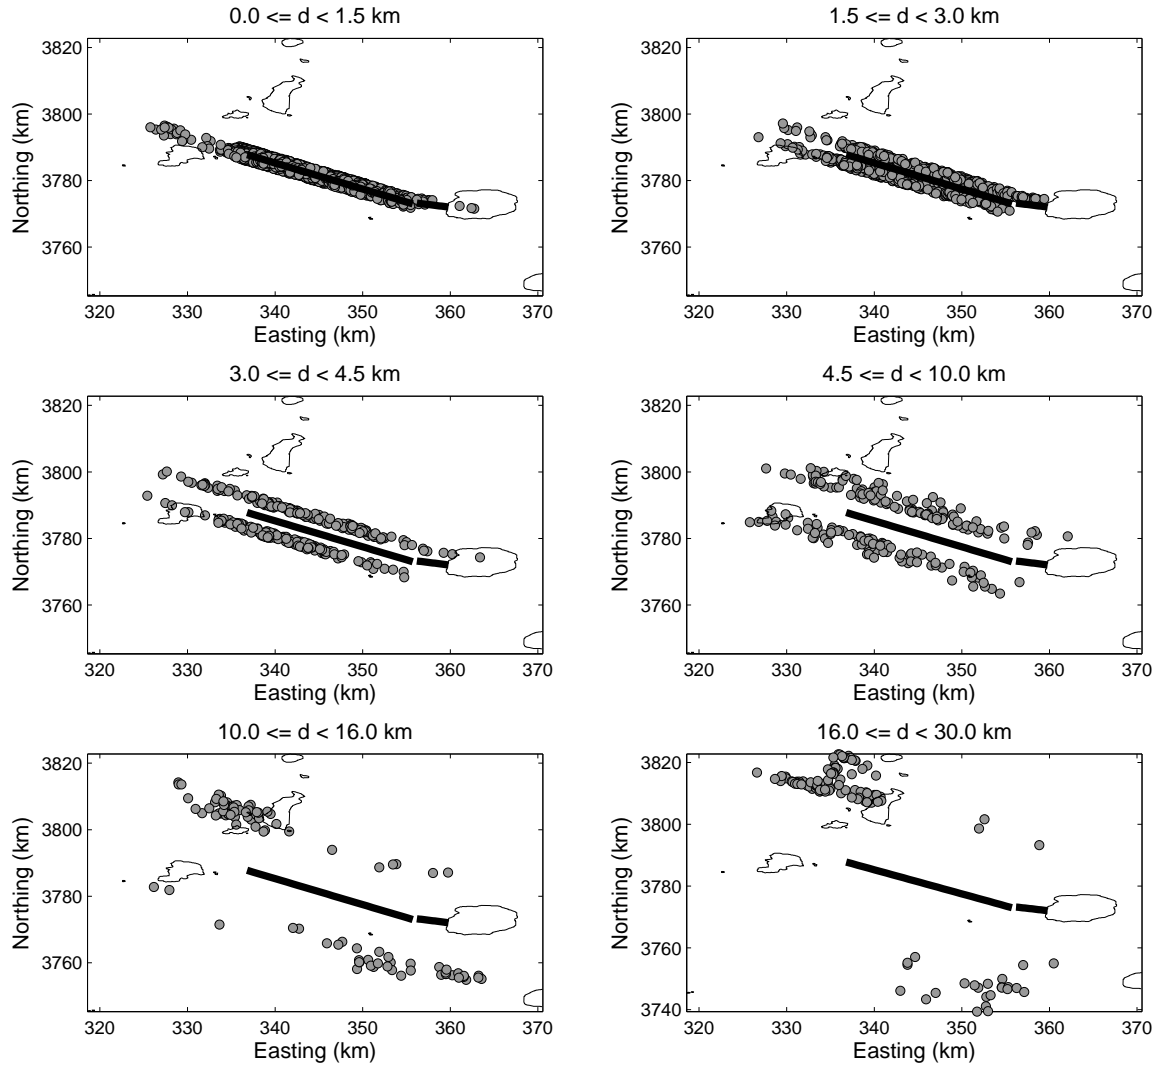 0.0 <= d < 1.5 km
3820
3800
3780
3760
Northing (km)
320 330 340 350 360 370
Easting (km)
1.5 <= d < 3.0 km
3820
3800
3780
3760
Northing (km)
320 330 340 350 360 370
Easting (km)
3.0 <= d < 4.5 km
3820
3800
3780
3760
Northing (km)
320 330 340 350 360 370
Easting (km)
4.5 <= d < 10.0 km
3820
3800
3780
3760
Northing (km)
320 330 340 350 360 370
Easting (km)
10.0 <= d < 16.0 km
3820
3800
3780
3760
Northing (km)
320 330 340 350 360 370
Easting (km)
16.0 <= d < 30.0 km
3820
3800
3780
3760
3740
Northing (km)
320 330 340 350 360 370
Easting (km)